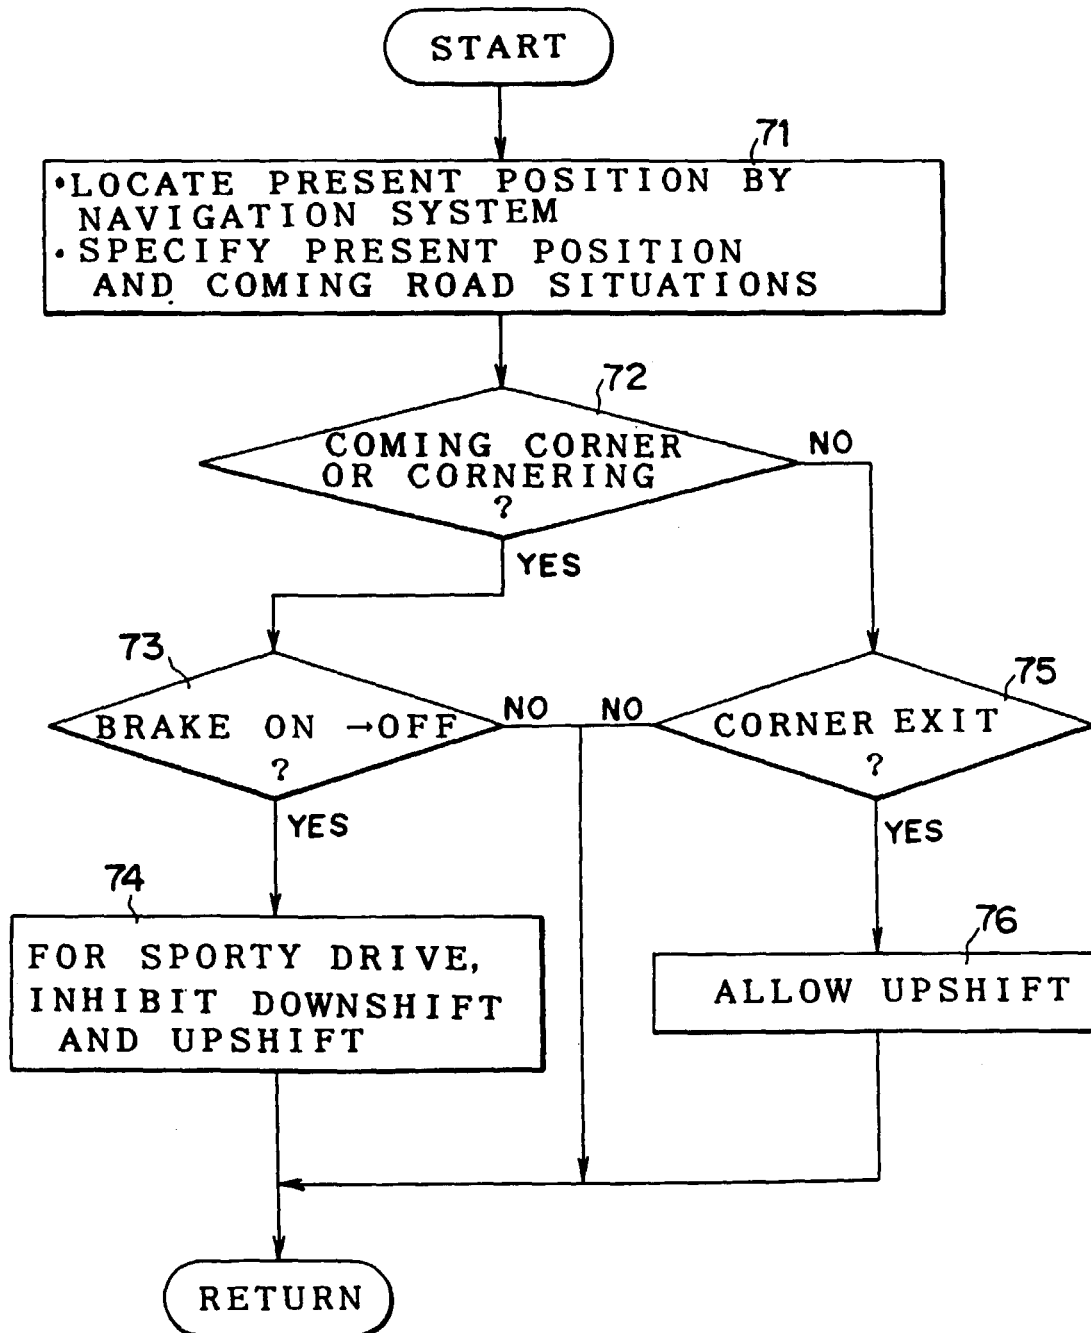 START
71
•LOCATE PRESENT POSITION BY
NAVIGATION SYSTEM
•SPECIFY PRESENT POSITION
AND COMING ROAD SITUATIONS
72
COMING CORNER
OR CORNERING
?
NO
YES
73
BRAKE ON →OFF
?
NO
NO
75
CORNER EXIT
?
YES
YES
74
FOR SPORTY DRIVE,
INHIBIT DOWNSHIFT
AND UPSHIFT
76
ALLOW UPSHIFT
RETURN